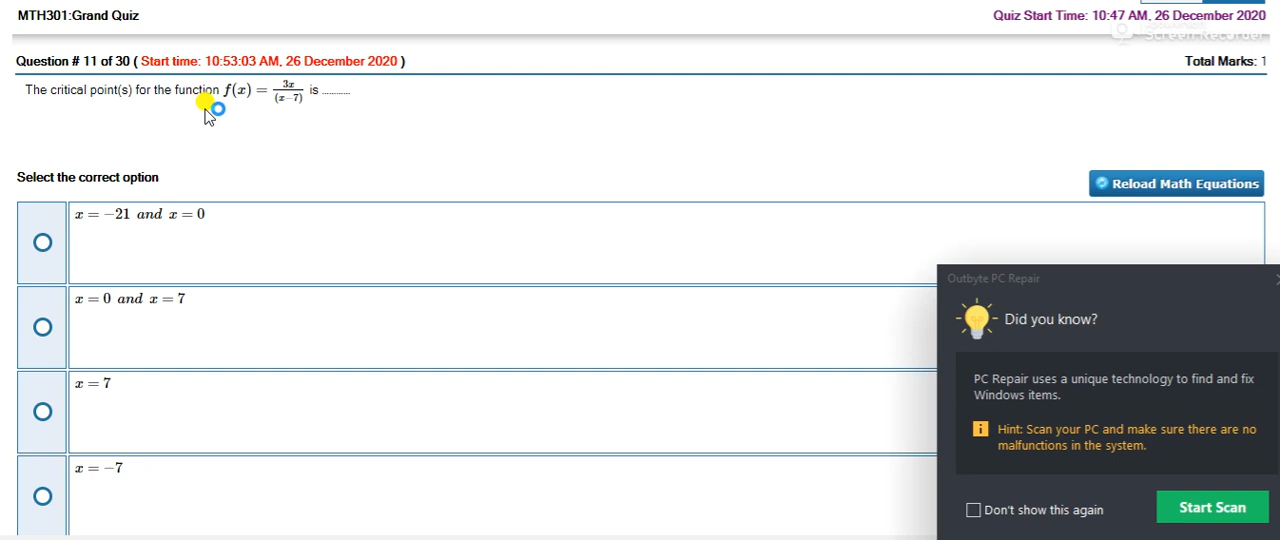 MTH301:Grand Quiz
Quiz Start Time: 10:47 AM, 26 December 2020
Screen Recorder
Question # 11 of 30 ( Start time: 10:53:03 AM, 26 December 2020 )
Total Marks: 1
The critical point(s) for the function f(x) = 3x/(x−7) is ............
Select the correct option
Reload Math Equations
x = −21 and x = 0
x = 0 and x = 7
x = 7
x = −7
Outbyte PC Repair
Did you know?
PC Repair uses a unique technology to find and fix
Windows items.
Hint: Scan your PC and make sure there are no
malfunctions in the system.
Don't show this again
Start Scan